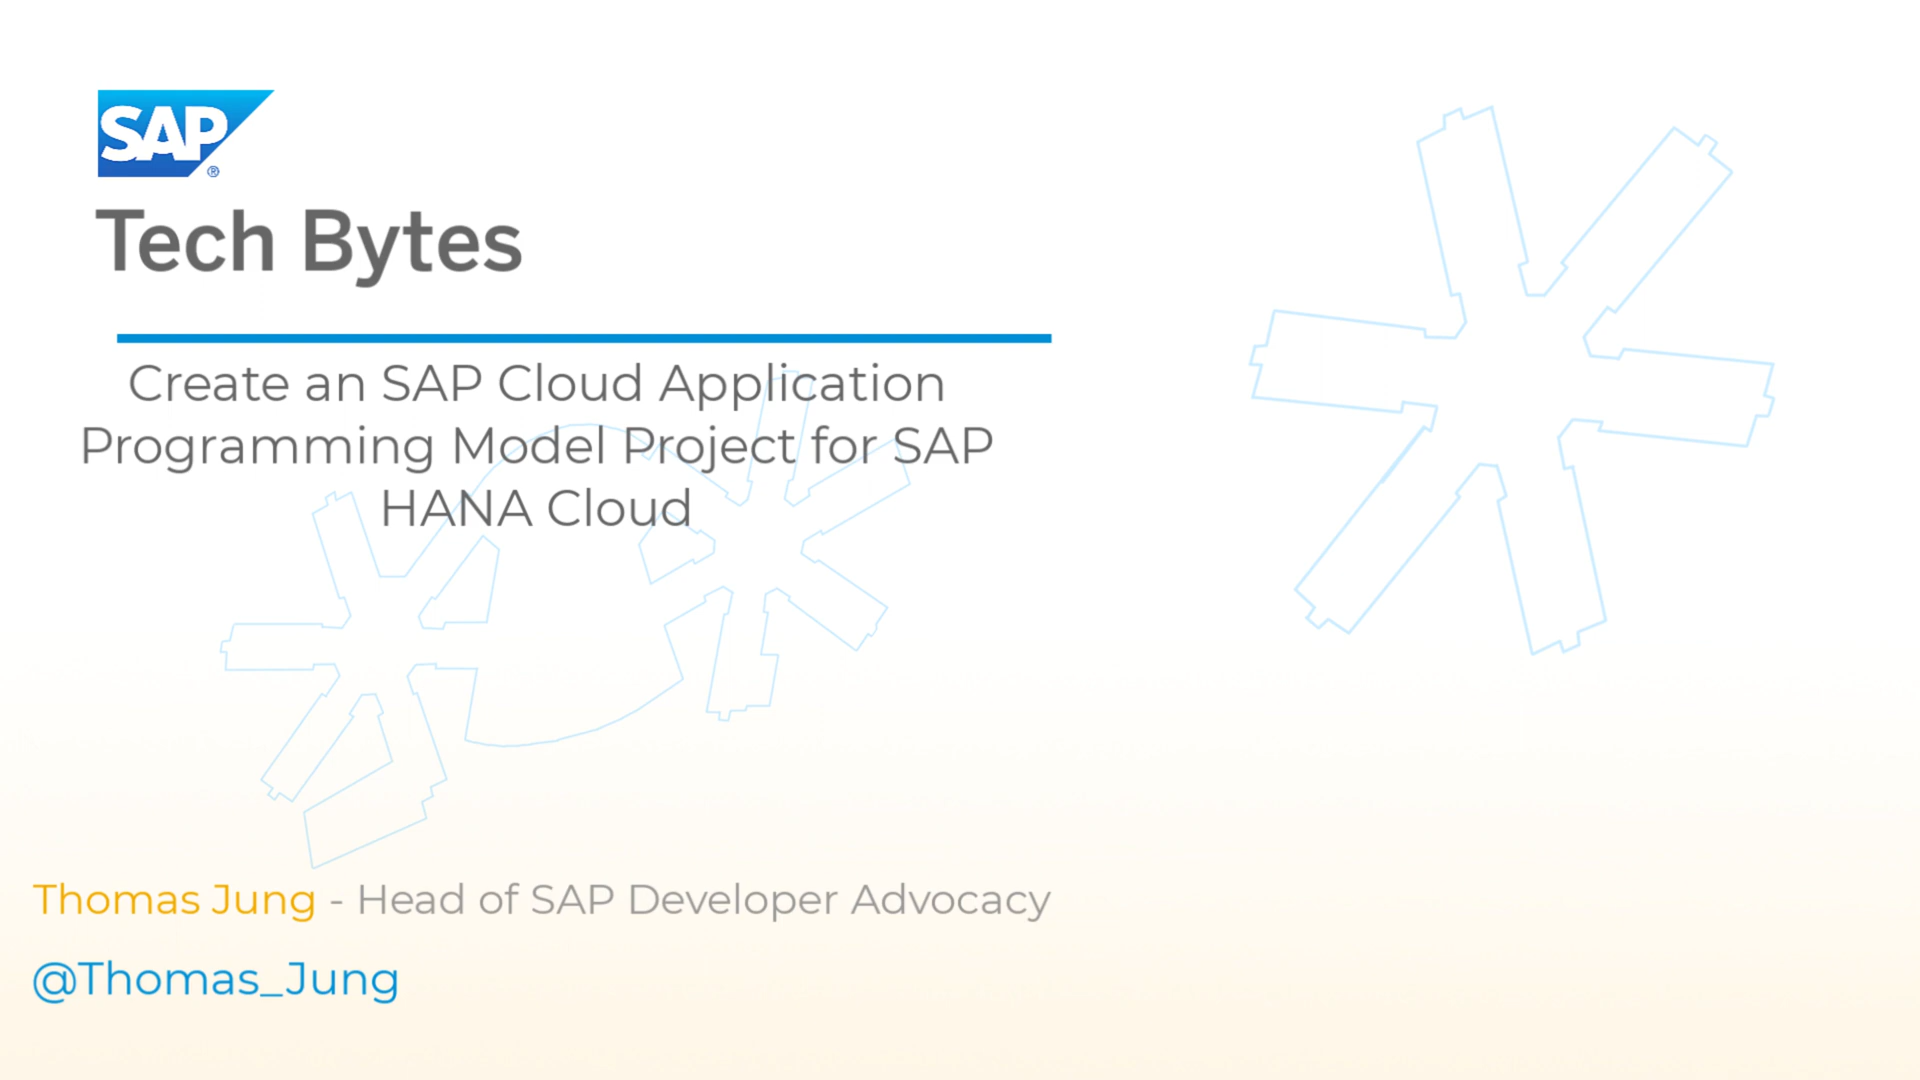 SAP®
Tech Bytes
Create an SAP Cloud Application
Programming Model Project for SAP
HANA Cloud
Thomas Jung - Head of SAP Developer Advocacy
@Thomas_Jung